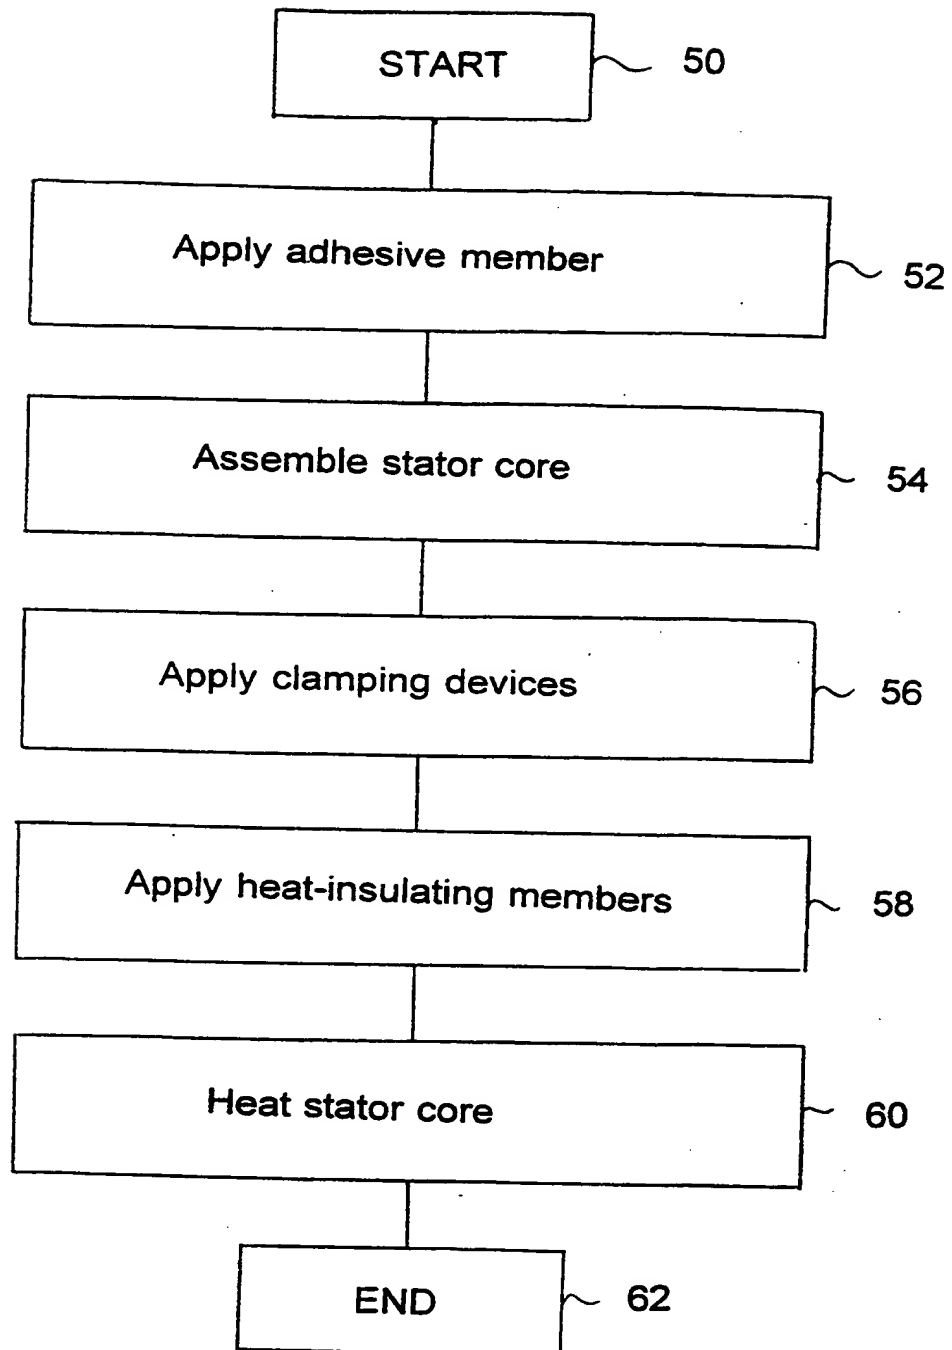 START 50
Apply adhesive member 52
Assemble stator core 54
Apply clamping devices 56
Apply heat-insulating members 58
Heat stator core 60
END 62